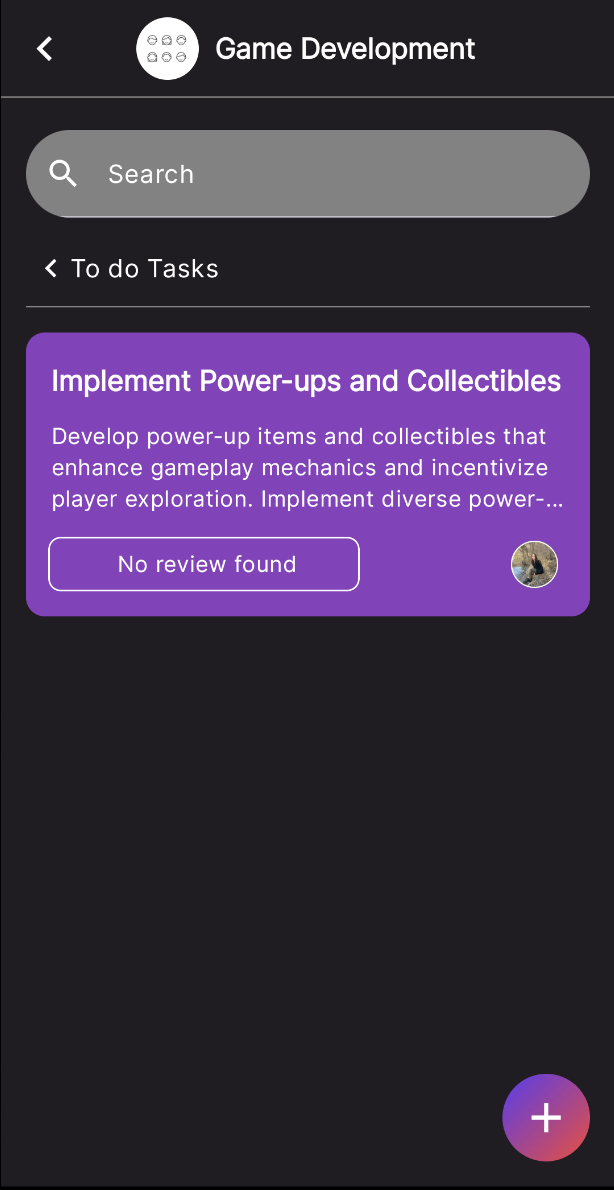 Game Development
Search
To do Tasks
Implement Power-ups and Collectibles
Develop power-up items and collectibles that
enhance gameplay mechanics and incentivize
player exploration. Implement diverse power-...
No review found